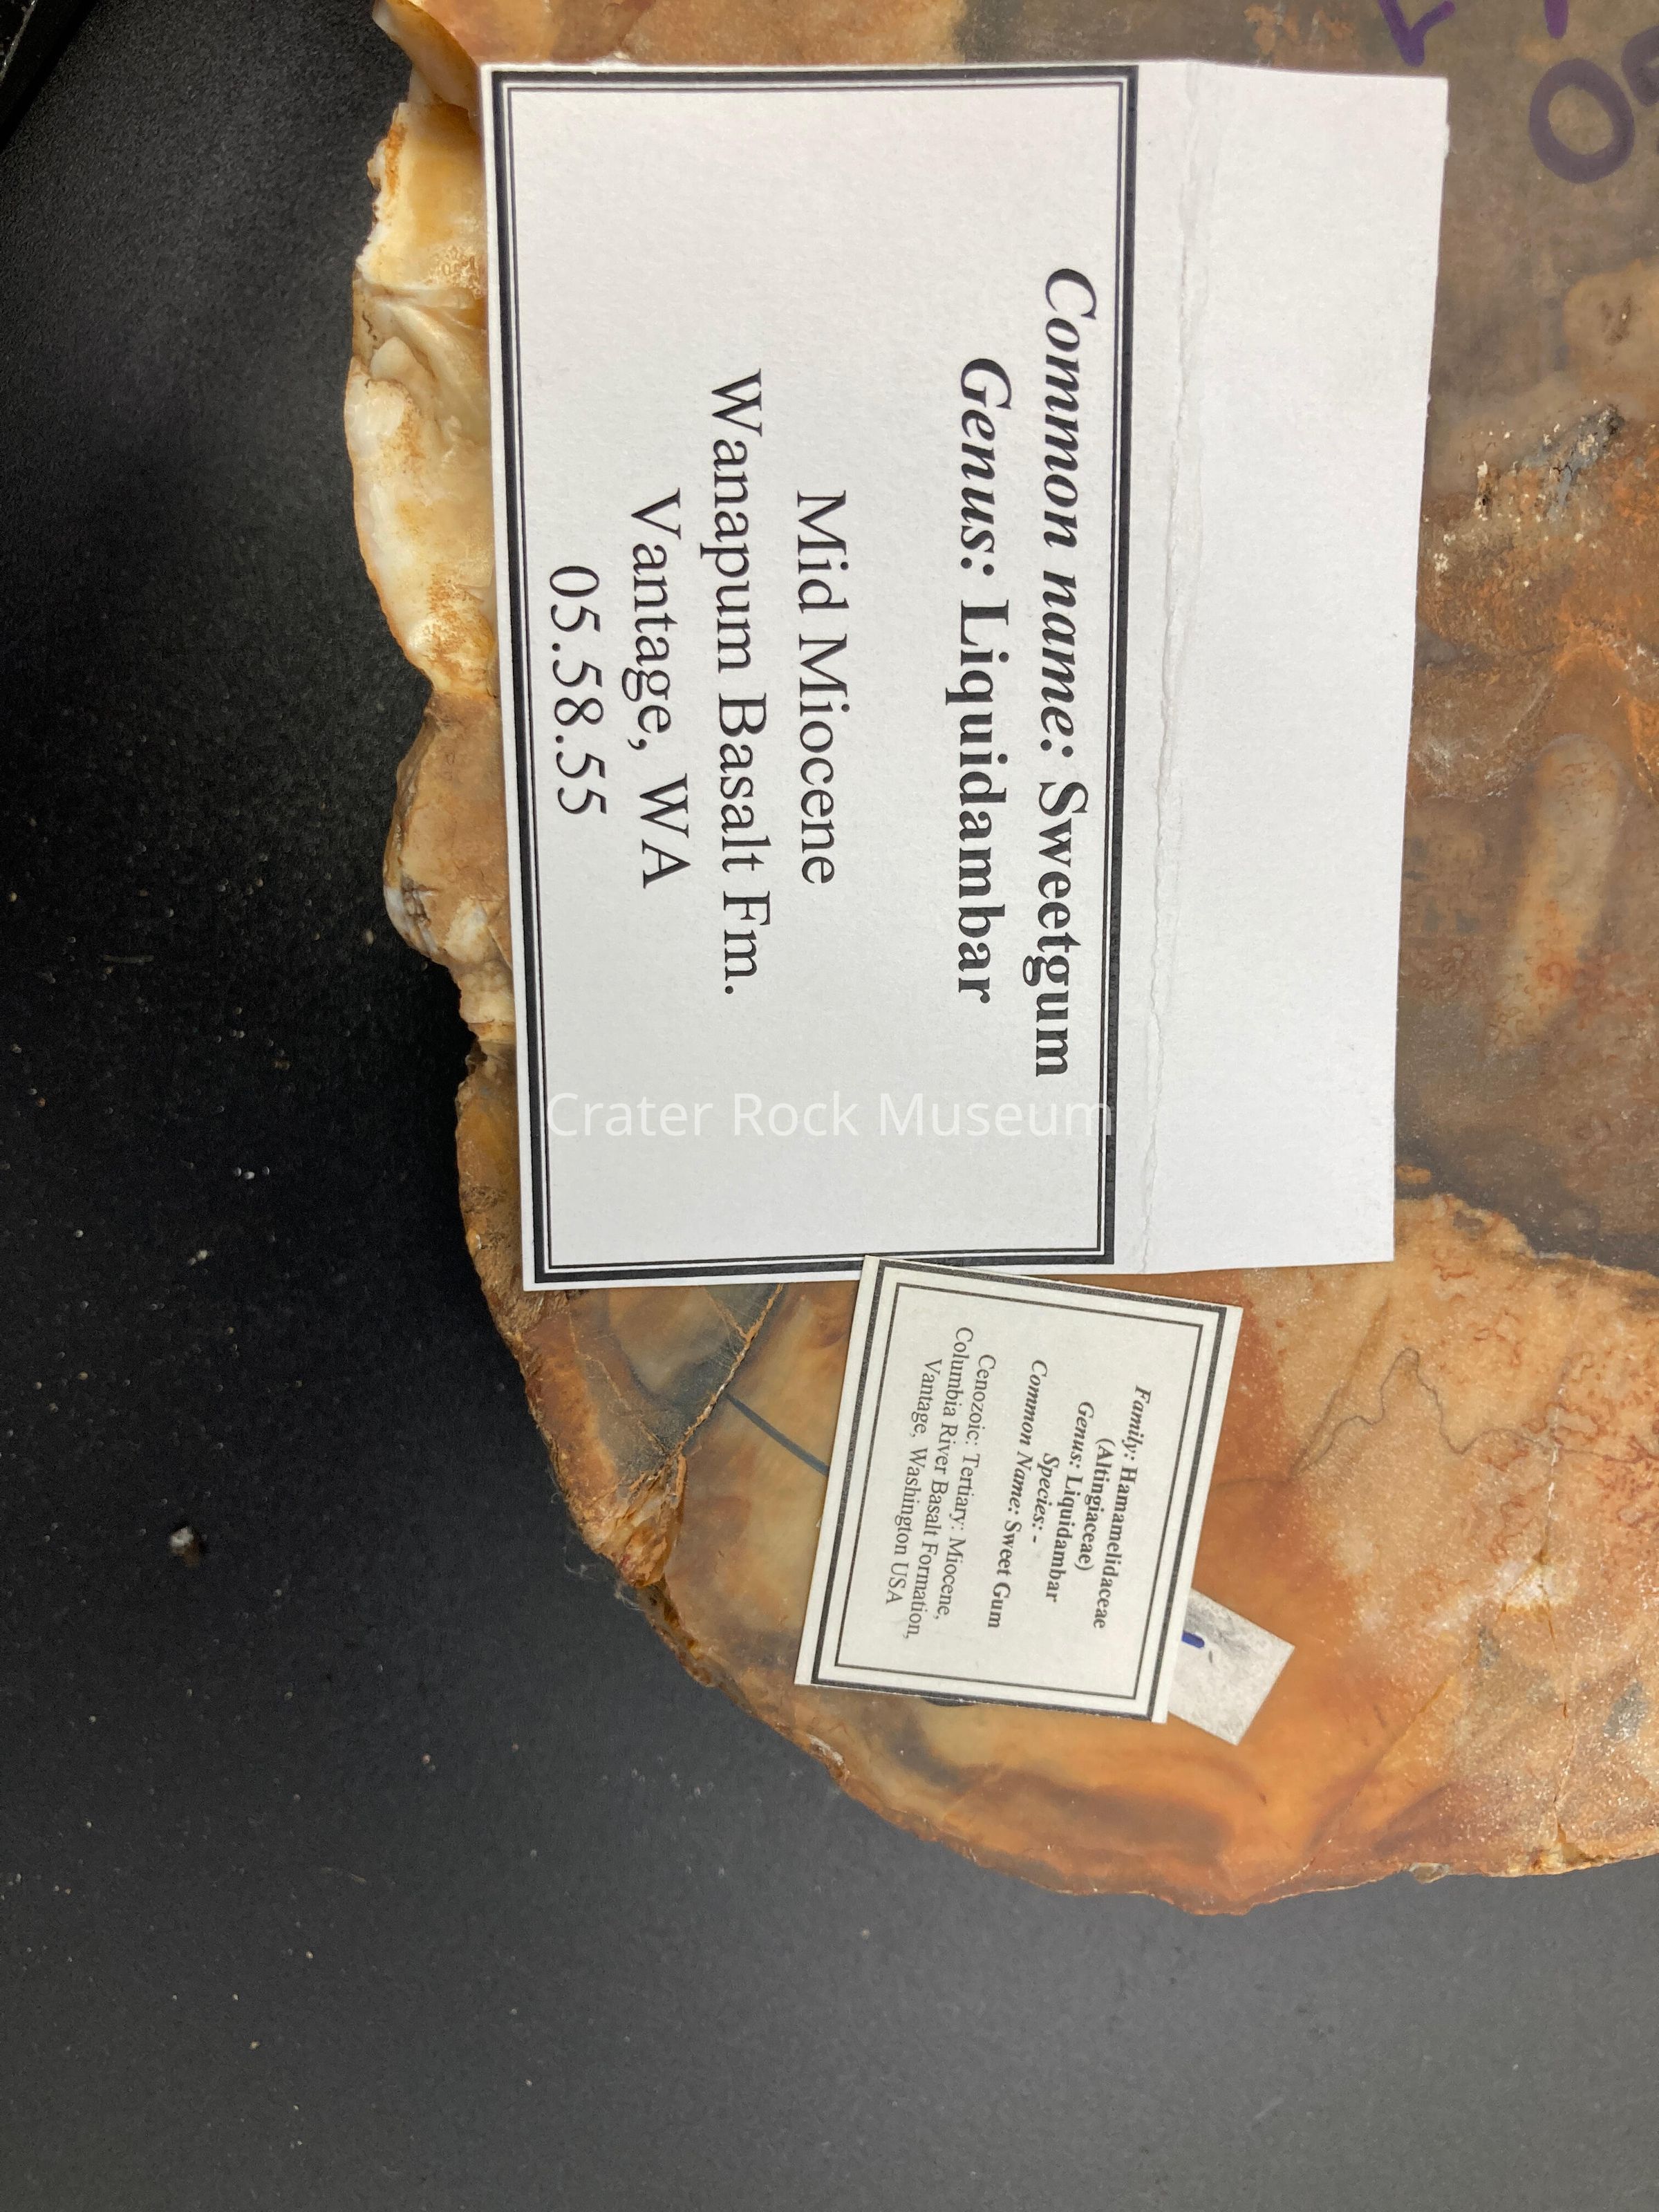 Common name: Sweetgum
Genus: Liquidambar
Mid Miocene
Wanapum Basalt Fm.
Vantage, WA
05.58.55
Crater Rock Museum
Family: Hamamelidaceae
(Altingiaceae)
Genus: Liquidambar
Species: -
Common Name: Sweet Gum
Cenozoic: Tertiary: Miocene,
Columbia River Basalt Formation,
Vantage, Washington USA